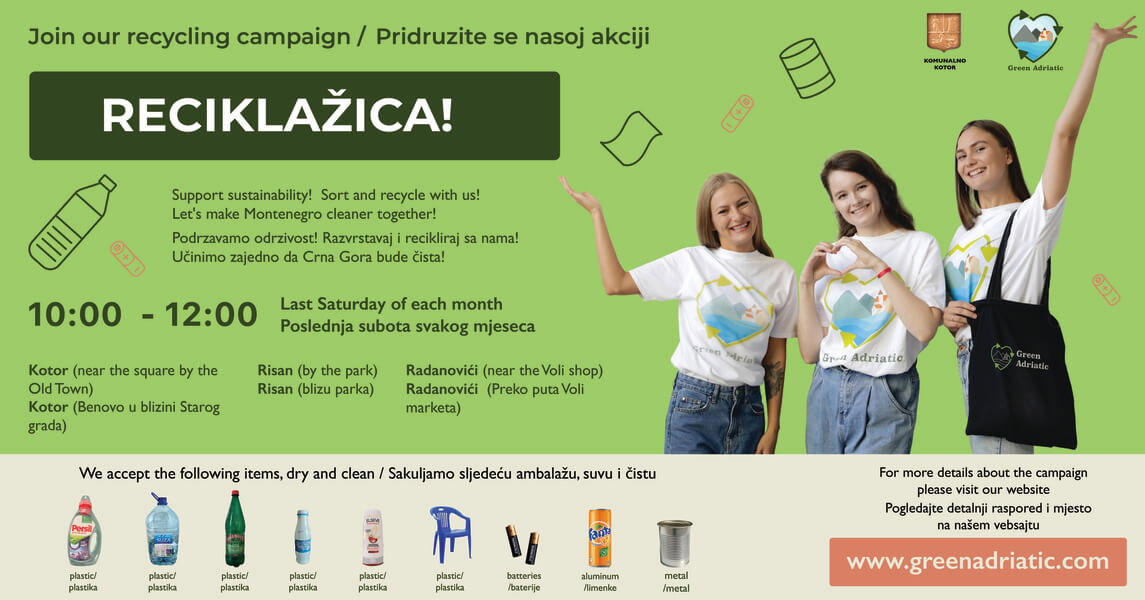 Join our recycling campaign / Pridruzite se nasoj akciji
KOMUNALNO
KOTOR
Green Adriatic
RECIKLAŽICA!
Support sustainability! Sort and recycle with us!
Let's make Montenegro cleaner together!
Podrzavamo odrzivost! Razvrstavaj i recikliraj sa nama!
Učinimo zajedno da Crna Gora bude čista!
10:00 - 12:00
Last Saturday of each month
Poslednja subota svakog mjeseca
Kotor (near the square by the
Old Town)
Kotor (Benovo u blizini Starog
grada)
Risan (by the park)
Risan (blizu parka)
Radanovići (near the Voli shop)
Radanovići (Preko puta Voli
marketa)
Green Adriatic
Green Adriatic
Green
Adriatic
We accept the following items, dry and clean / Sakuljamo sljedeću ambalažu, suvu i čistu
Persil
ELSEVE
Fanta
plastic/
plastika
plastic/
plastika
plastic/
plastika
plastic/
plastika
plastic/
plastika
plastic/
plastika
batteries
/baterije
aluminum
/limenke
metal
/metal
For more details about the campaign
please visit our website
Pogledajte detalnji raspored i mjesto
na našem vebsajtu
www.greenadriatic.com